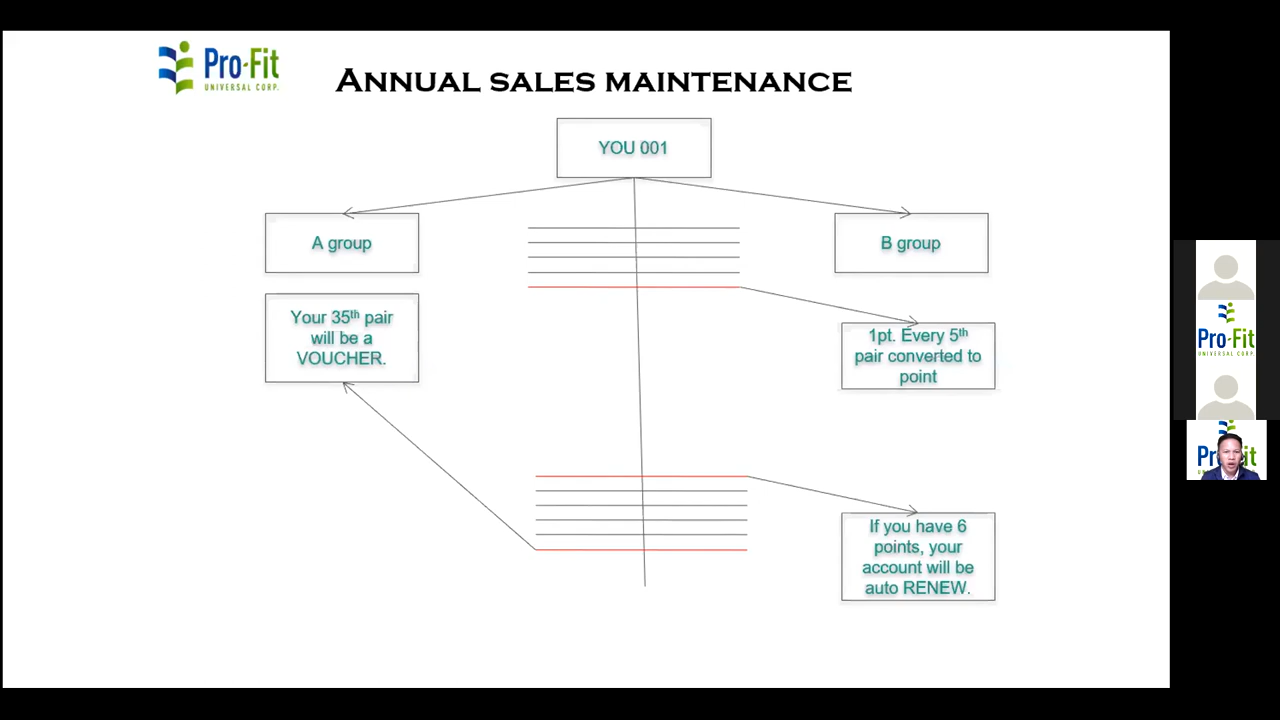 Pro-Fit
UNIVERSAL CORP.
ANNUAL SALES MAINTENANCE
YOU 001
A group
B group
Your 35th pair
will be a
VOUCHER.
1pt. Every 5th
pair converted to
point
If you have 6
points, your
account will be
auto RENEW.
Pro-Fit
UNIVERSAL CORP.